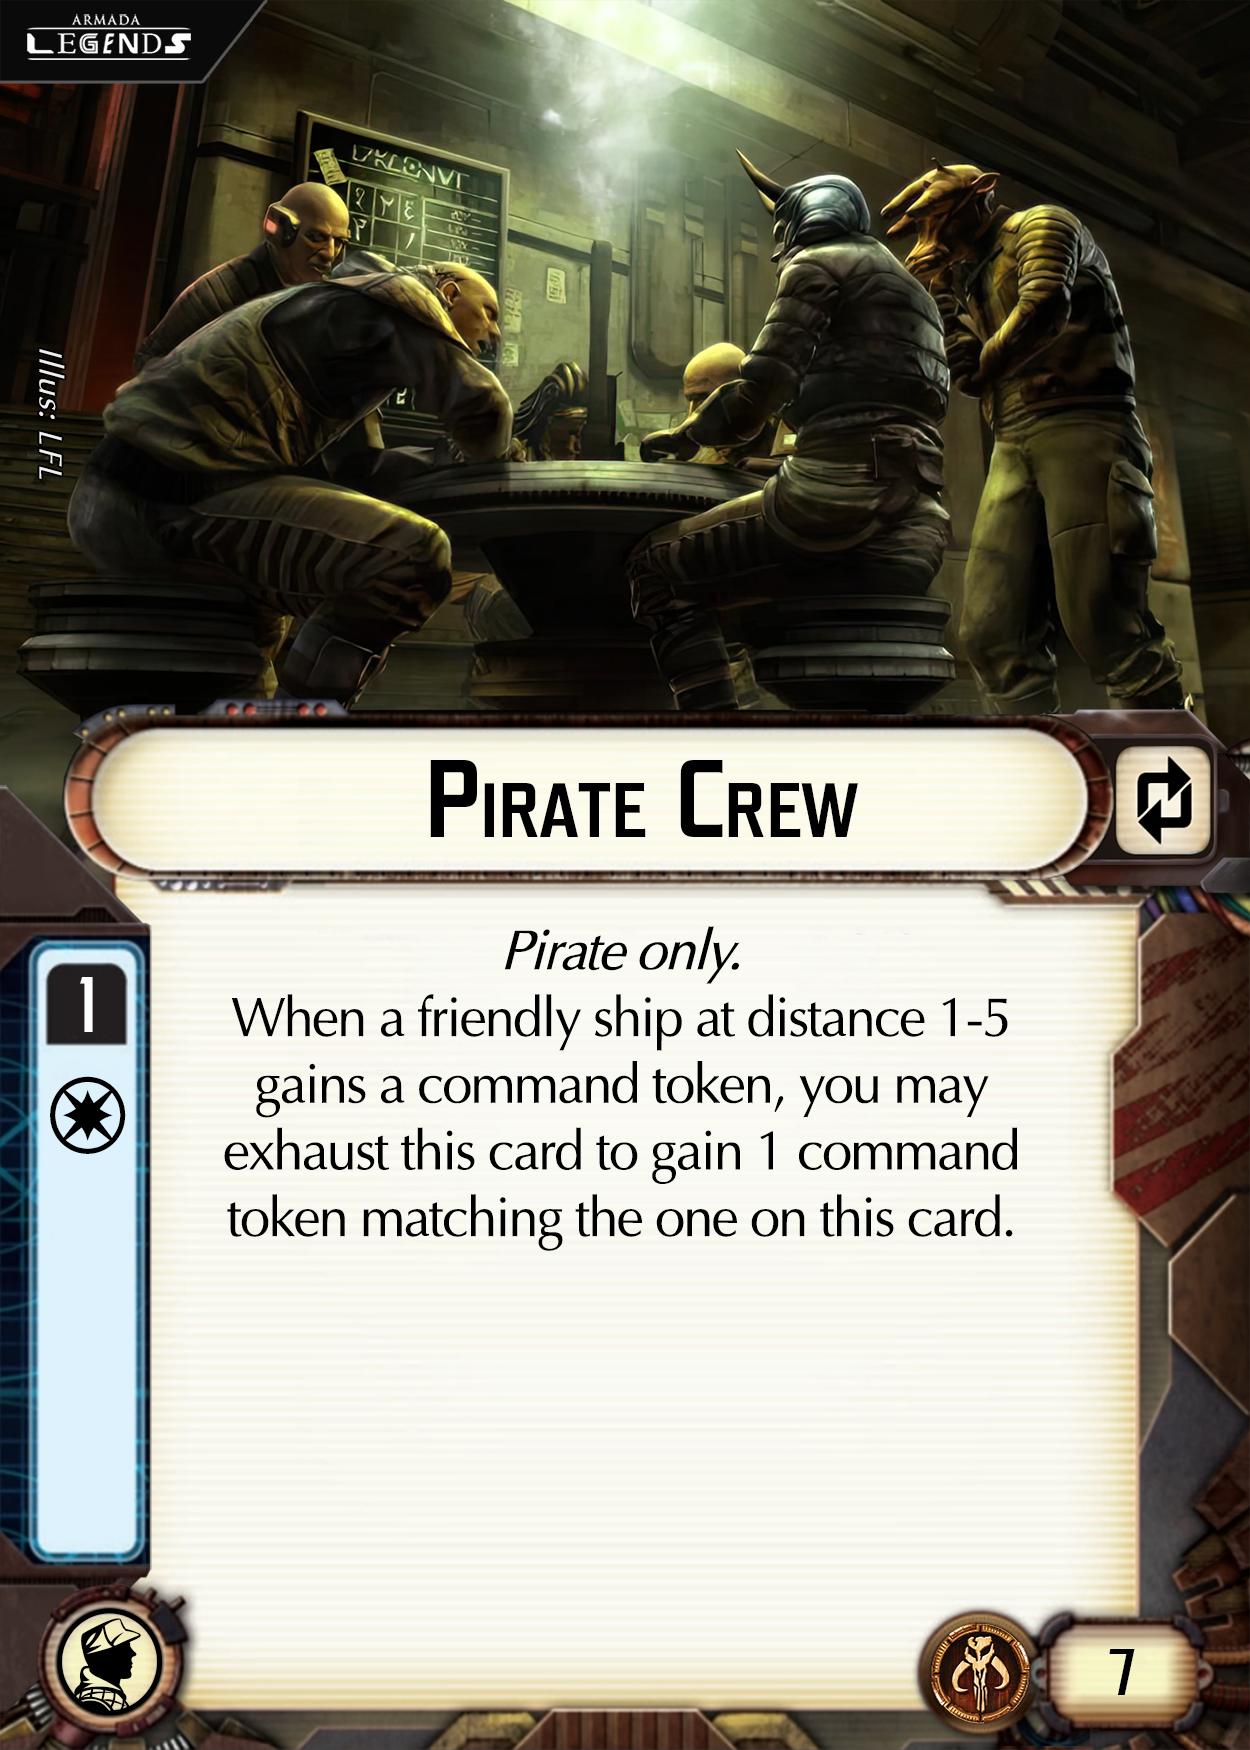 ARMADA
LEGENDS
Illus: LFL
PIRATE CREW
Pirate only.
1
When a friendly ship at distance 1-5
gains a command token, you may
exhaust this card to gain 1 command
token matching the one on this card.
7